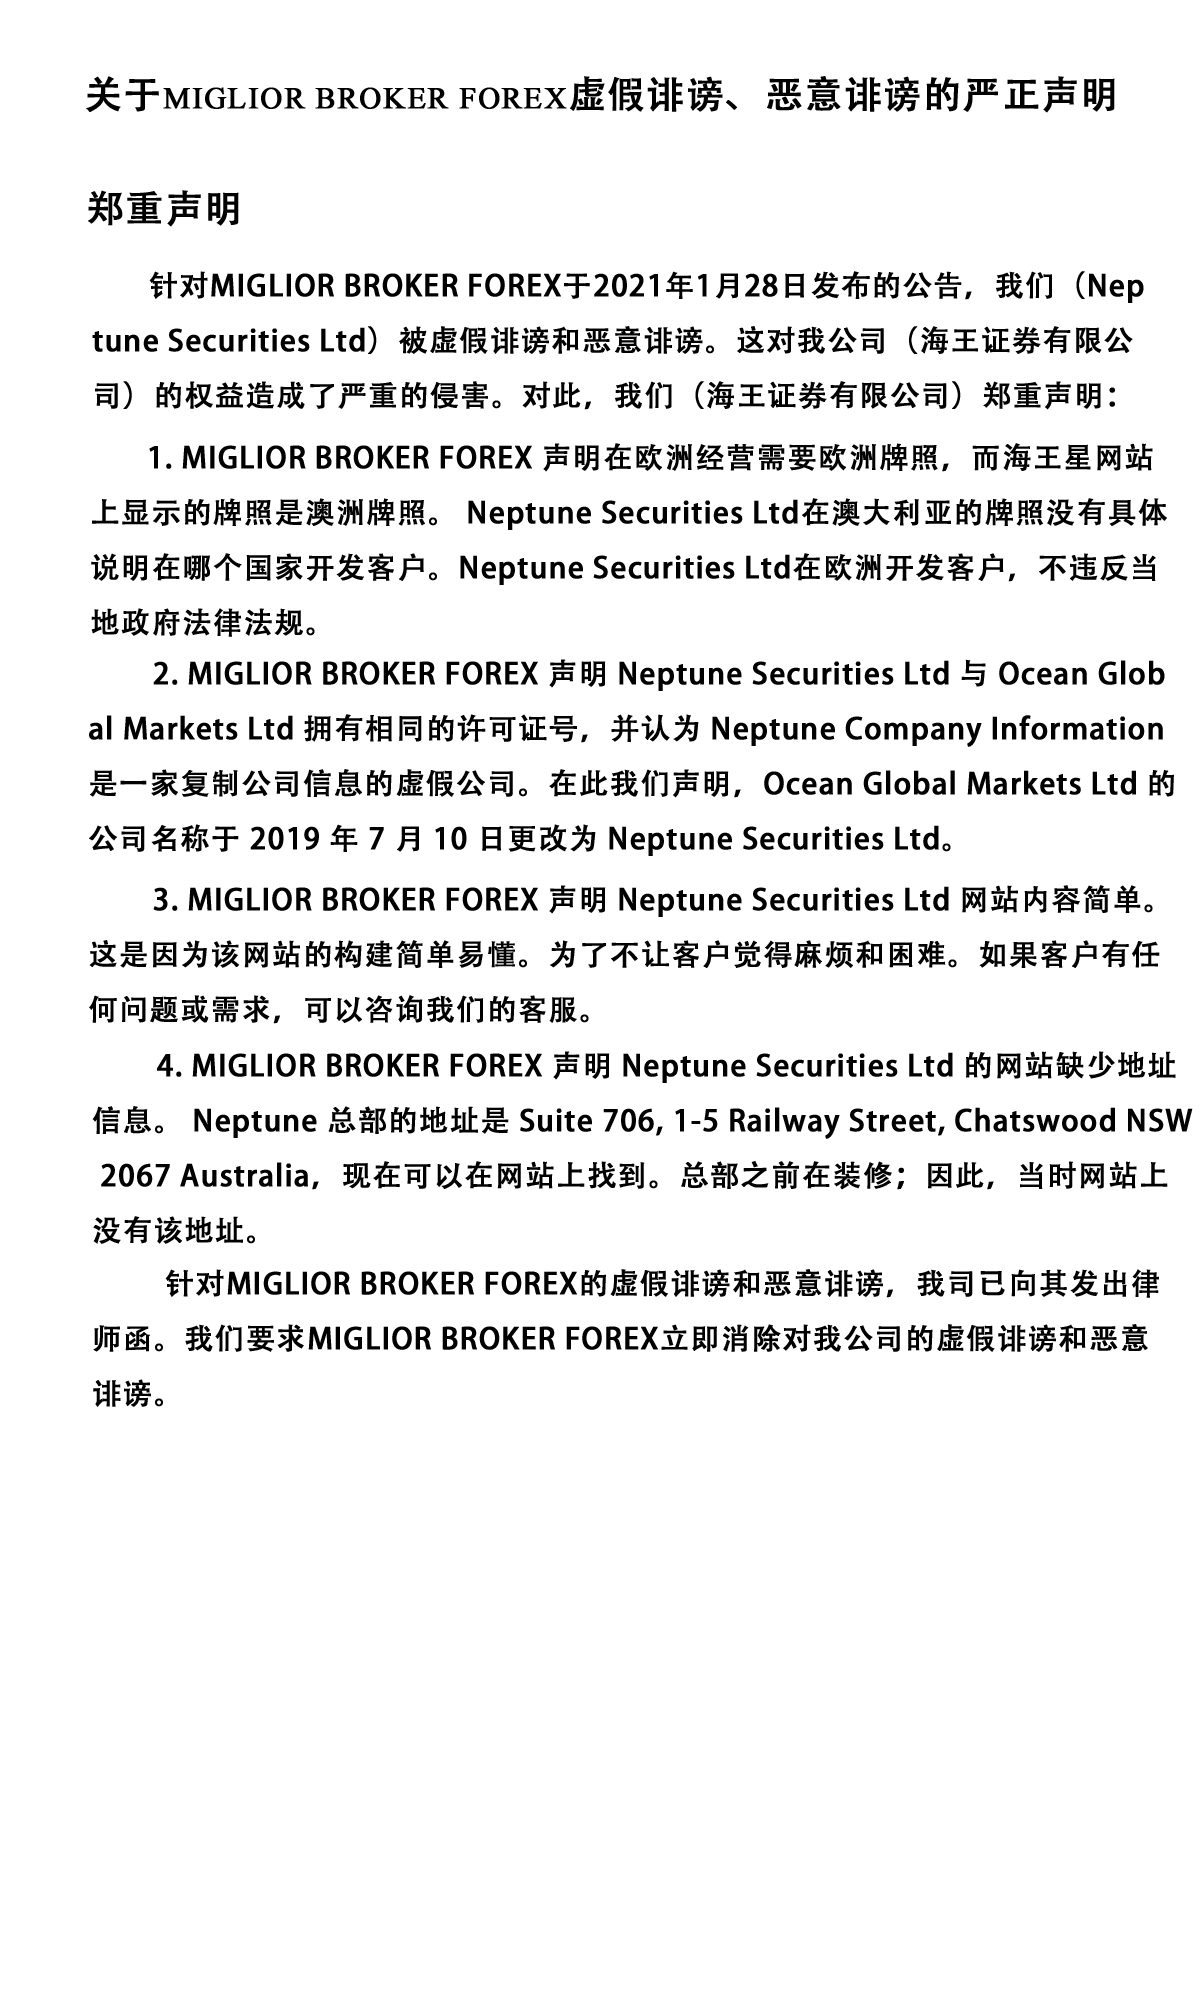 关于MIGLIOR BROKER FOREX虚假诽谤、恶意诽谤的严正声明
郑重声明
针对MIGLIOR BROKER FOREX于2021年1月28日发布的公告，我们（Nep
tune Securities Ltd）被虚假诽谤和恶意诽谤。这对我公司（海王证券有限公
司）的权益造成了严重的侵害。对此，我们（海王证券有限公司）郑重声明：
1. MIGLIOR BROKER FOREX 声明在欧洲经营需要欧洲牌照，而海王星网站
上显示的牌照是澳洲牌照。 Neptune Securities Ltd在澳大利亚的牌照没有具体
说明在哪个国家开发客户。Neptune Securities Ltd在欧洲开发客户，不违反当
地政府法律法规。
2. MIGLIOR BROKER FOREX 声明 Neptune Securities Ltd 与 Ocean Glob
al Markets Ltd 拥有相同的许可证号，并认为 Neptune Company Information
是一家复制公司信息的虚假公司。在此我们声明，Ocean Global Markets Ltd 的
公司名称于 2019 年 7 月 10 日更改为 Neptune Securities Ltd。
3. MIGLIOR BROKER FOREX 声明 Neptune Securities Ltd 网站内容简单。
这是因为该网站的构建简单易懂。为了不让客户觉得麻烦和困难。如果客户有任
何问题或需求，可以咨询我们的客服。
4. MIGLIOR BROKER FOREX 声明 Neptune Securities Ltd 的网站缺少地址
信息。 Neptune 总部的地址是 Suite 706, 1-5 Railway Street, Chatswood NSW
2067 Australia，现在可以在网站上找到。总部之前在装修；因此，当时网站上
没有该地址。
针对MIGLIOR BROKER FOREX的虚假诽谤和恶意诽谤，我司已向其发出律
师函。我们要求MIGLIOR BROKER FOREX立即消除对我公司的虚假诽谤和恶意
诽谤。